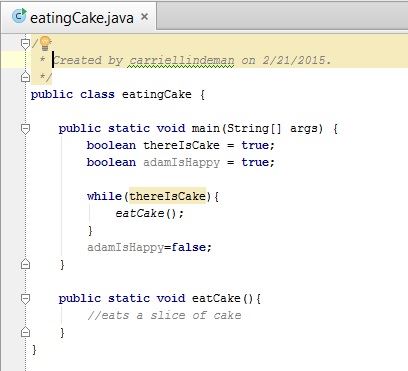 eatingCake.java ×
/**
* Created by carriellindeman on 2/21/2015.
*/
public class eatingCake {
public static void main(String[] args) {
boolean thereIsCake = true;
boolean adamIsHappy = true;
while(thereIsCake){
eatCake();
}
adamIsHappy=false;
}
public static void eatCake(){
//eats a slice of cake
}
}